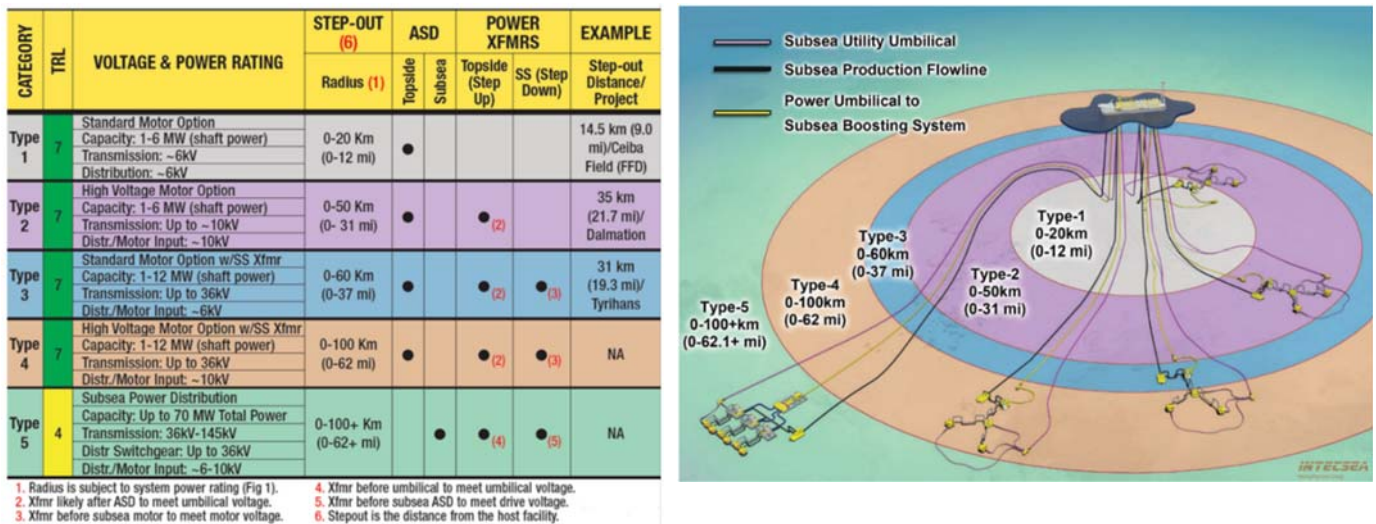 CATEGORY
TRL
VOLTAGE & POWER RATING
STEP-OUT
(6)
Radius (1)
ASD
Topside
Subsea
POWER
XFMRS
Topside
(Step
Up)
SS (Step
Down)
EXAMPLE
Step-out
Distance/
Project
Type
1
7
Standard Motor Option
Capacity: 1-6 MW (shaft power)
Transmission: ~6kV
Distribution: ~6kV
0-20 Km
(0-12 mi)
●
14.5 km (9.0
mi)/Ceiba
Field (FFD)
Type
2
7
High Voltage Motor Option
Capacity: 1-6 MW (shaft power)
Transmission: Up to ~10kV
Distr./Motor Input: ~10kV
0-50 Km
(0- 31 mi)
●
●(2)
35 km
(21.7 mi)/
Dalmation
Type
3
7
Standard Motor Option w/SS Xfmr
Capacity: 1-12 MW (shaft power)
Transmission: Up to 36kV
Distr./Motor Input: ~6kV
0-60 Km
(0-37 mi)
●
●(2)
●(3)
31 km
(19.3 mi)/
Tyrihans
Type
4
7
High Voltage Motor Option w/SS Xfmr
Capacity: 1-12 MW (shaft power)
Transmission: Up to 36kV
Distr./Motor Input: ~10kV
0-100 Km
(0-62 mi)
●
●(2)
●(3)
NA
Type
5
4
Subsea Power Distribution
Capacity: Up to 70 MW Total Power
Transmission: 36kV-145kV
Distr Switchgear: Up to 36kV
Distr./Motor Input: ~6-10kV
0-100+ Km
(0-62+ mi)
●
●(4)
●(5)
NA
1. Radius is subject to system power rating (Fig 1).
2. Xfmr likely after ASD to meet umbilical voltage.
3. Xfmr before subsea motor to meet motor voltage.
4. Xfmr before umbilical to meet umbilical voltage.
5. Xfmr before subsea ASD to meet drive voltage.
6. Stepout is the distance from the host facility.
Subsea Utility Umbilical
Subsea Production Flowline
Power Umbilical to
Subsea Boosting System
Type-1
0-20km
(0-12 mi)
Type-2
0-50km
(0-31 mi)
Type-3
0-60km
(0-37 mi)
Type-4
0-100km
(0-62 mi)
Type-5
0-100+km
(0-62.1+ mi)
INTECSEA